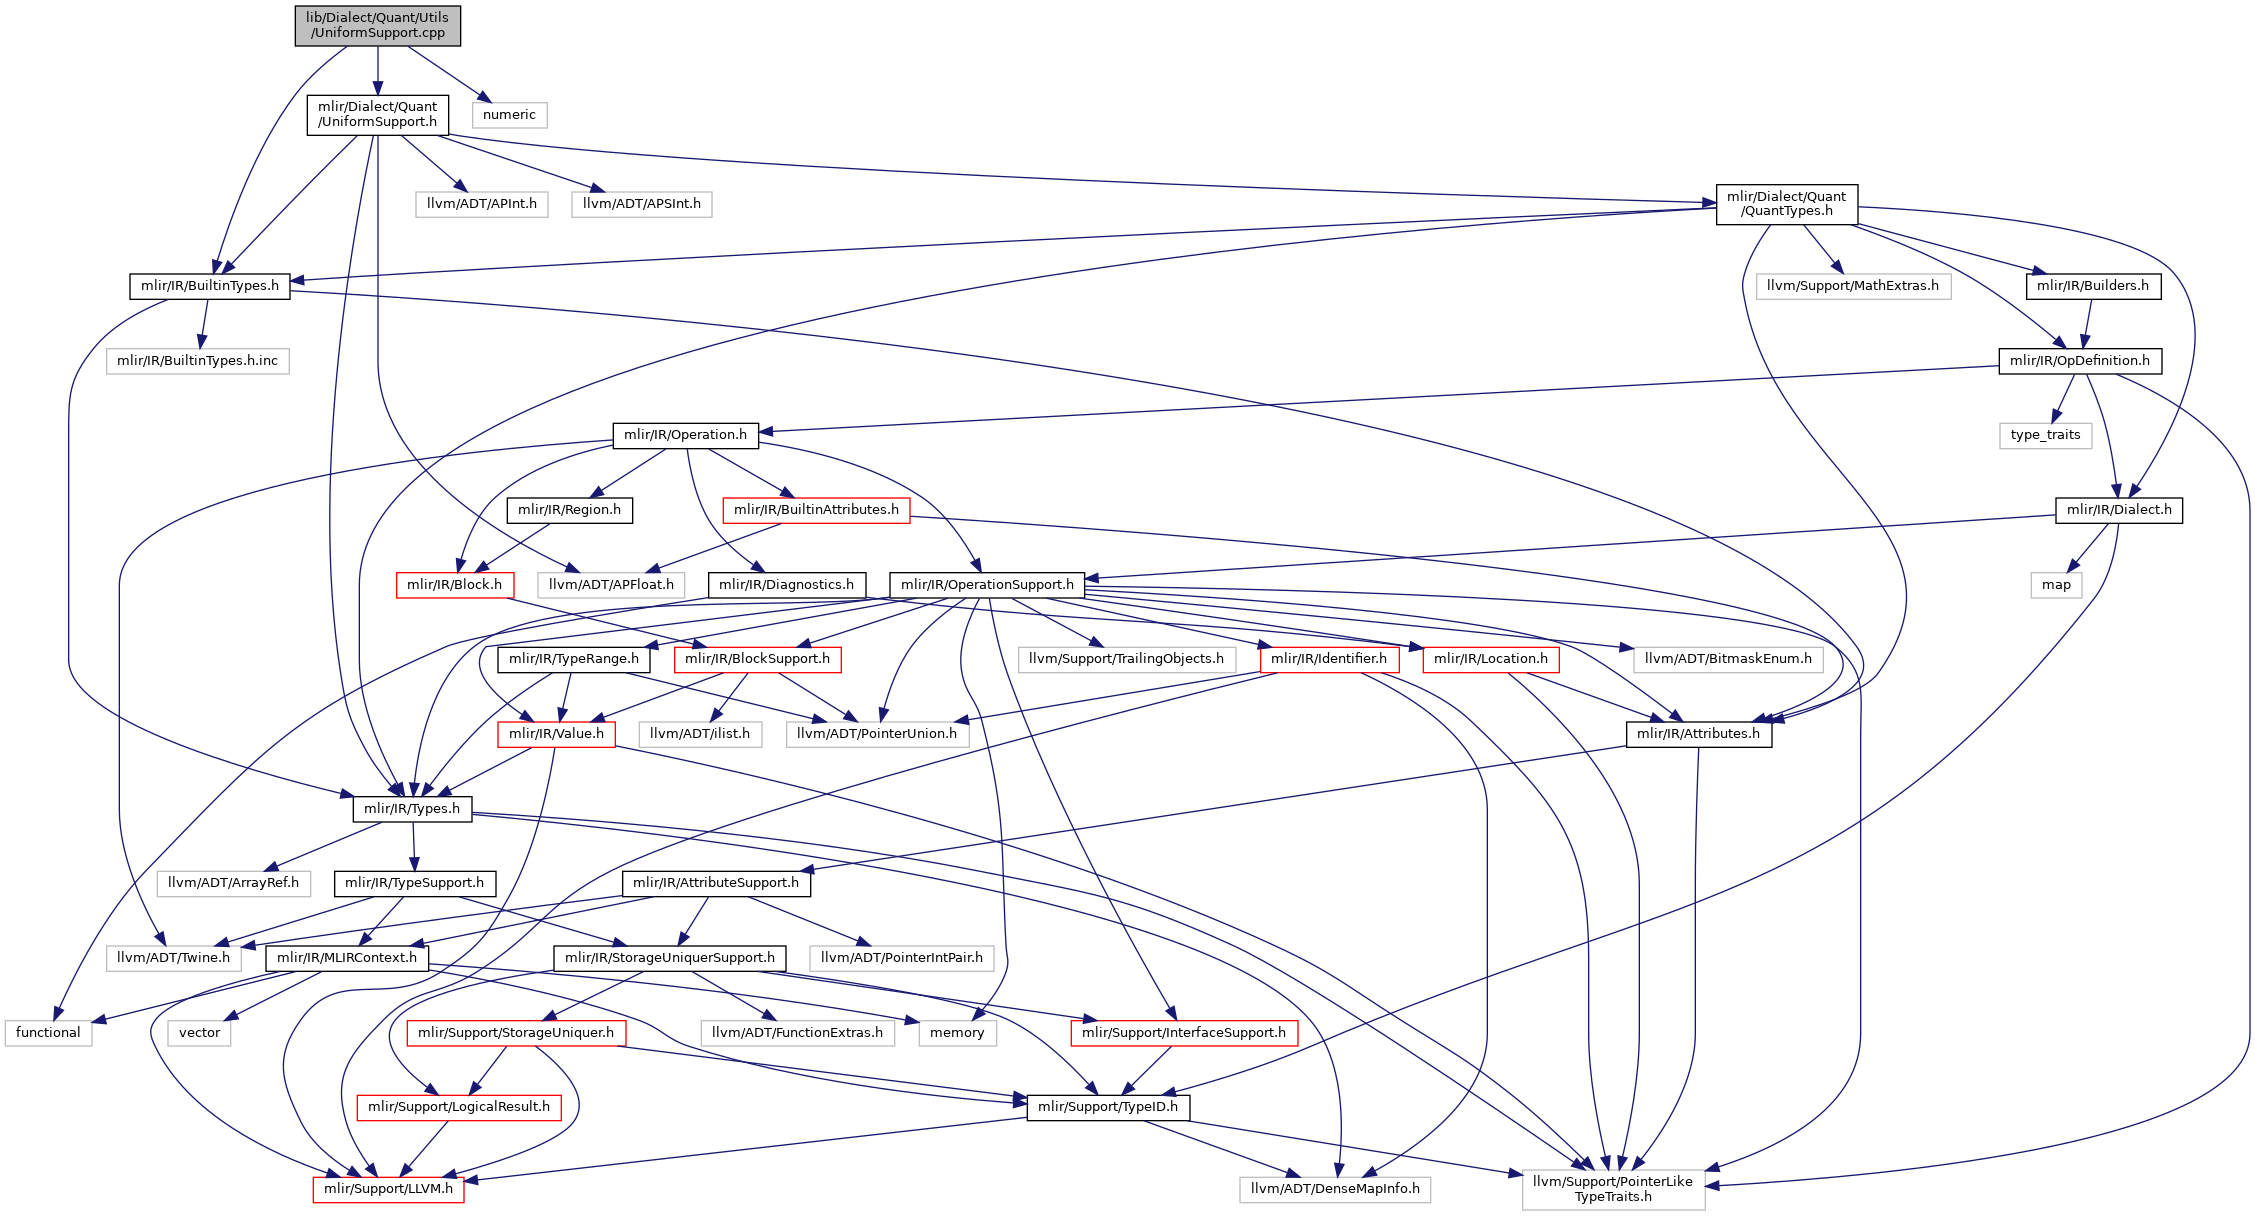 lib/Dialect/Quant/Utils
/UniformSupport.cpp
mlir/Dialect/Quant
/UniformSupport.h
numeric
llvm/ADT/APInt.h
llvm/ADT/APSInt.h
mlir/Dialect/Quant
/QuantTypes.h
mlir/IR/BuiltinTypes.h
llvm/Support/MathExtras.h
mlir/IR/Builders.h
mlir/IR/BuiltinTypes.h.inc
mlir/IR/OpDefinition.h
mlir/IR/Operation.h
type_traits
mlir/IR/Region.h
mlir/IR/BuiltinAttributes.h
mlir/IR/Dialect.h
mlir/IR/Block.h
llvm/ADT/APFloat.h
mlir/IR/Diagnostics.h
mlir/IR/OperationSupport.h
map
mlir/IR/TypeRange.h
mlir/IR/BlockSupport.h
llvm/Support/TrailingObjects.h
mlir/IR/Identifier.h
mlir/IR/Location.h
llvm/ADT/BitmaskEnum.h
mlir/IR/Value.h
llvm/ADT/ilist.h
llvm/ADT/PointerUnion.h
mlir/IR/Attributes.h
mlir/IR/Types.h
llvm/ADT/ArrayRef.h
mlir/IR/TypeSupport.h
mlir/IR/AttributeSupport.h
llvm/ADT/Twine.h
mlir/IR/MLIRContext.h
mlir/IR/StorageUniquerSupport.h
llvm/ADT/PointerIntPair.h
functional
vector
mlir/Support/StorageUniquer.h
llvm/ADT/FunctionExtras.h
memory
mlir/Support/InterfaceSupport.h
mlir/Support/LogicalResult.h
mlir/Support/TypeID.h
mlir/Support/LLVM.h
llvm/ADT/DenseMapInfo.h
llvm/Support/PointerLike
TypeTraits.h